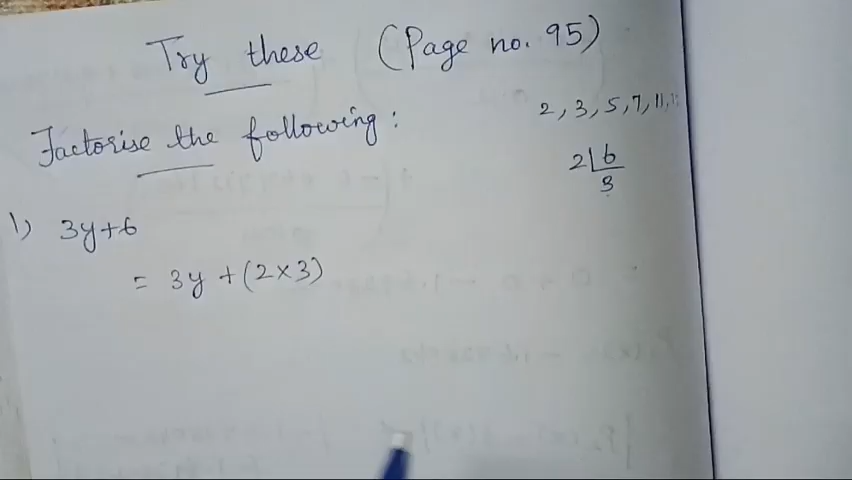 Try these (Page no. 95)
Factorise the following:
2, 3, 5, 7, 11,
2 6
3
1) 3y+6
= 3y + (2×3)